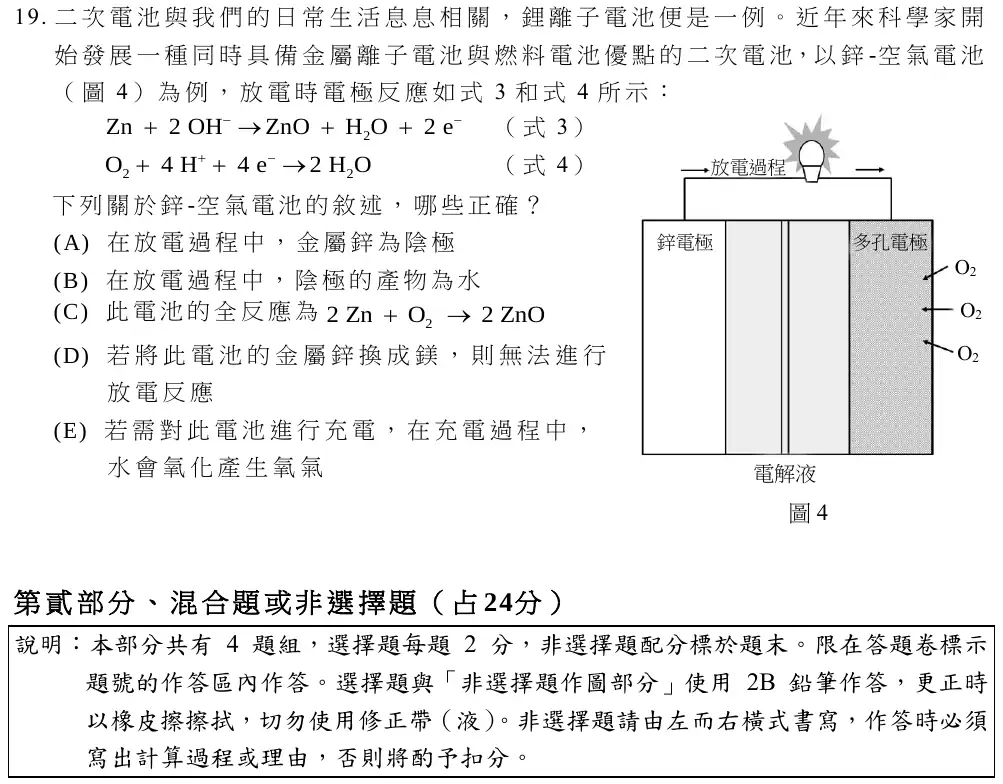 19. 二次電池與我們的日常生活息息相關，鋰離子電池便是一例。近年來科學家開
始發展一種同時具備金屬離子電池與燃料電池優點的二次電池，以鋅-空氣電池
（圖 4）為例，放電時電極反應如式 3 和式 4 所示：
Zn + 2 OH⁻ → ZnO + H₂O + 2 e⁻ （式 3）
O₂ + 4 H⁺ + 4 e⁻ → 2 H₂O （式 4）
下列關於鋅-空氣電池的敘述，哪些正確？
(A) 在放電過程中，金屬鋅為陰極
(B) 在放電過程中，陰極的產物為水
(C) 此電池的全反應為 2 Zn + O₂ → 2 ZnO
(D) 若將此電池的金屬鋅換成鎂，則無法進行
放電反應
(E) 若需對此電池進行充電，在充電過程中，
水會氧化產生氧氣
放電過程
鋅電極
多孔電極
O₂
O₂
O₂
電解液
圖 4
第貳部分、混合題或非選擇題（占24分）
說明：本部分共有 4 題組，選擇題每題 2 分，非選擇題配分標於題末。限在答題卷標示
題號的作答區內作答。選擇題與「非選擇題作圖部分」使用 2B 鉛筆作答，更正時
以橡皮擦擦拭，切勿使用修正帶（液）。非選擇題請由左而右橫式書寫，作答時必須
寫出計算過程或理由，否則將酌予扣分。